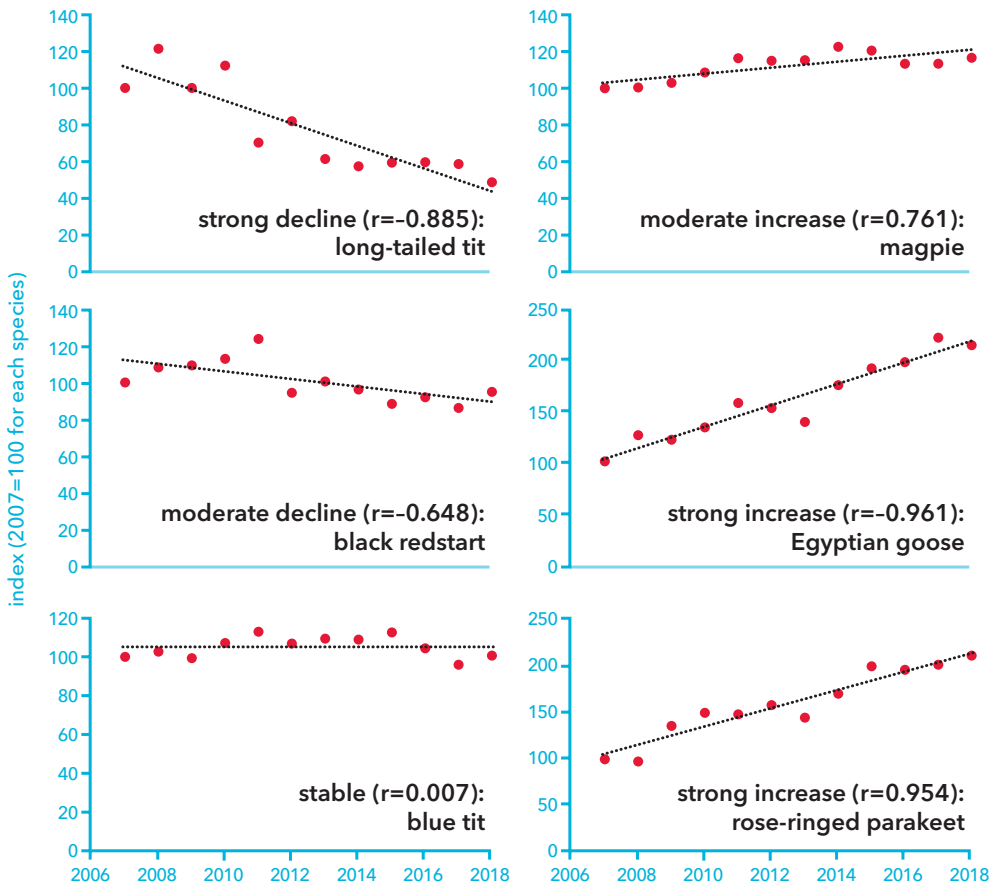 index (2007=100 for each species)
140
120
100
80
60
40
20
0
strong decline (r=–0.885):
long-tailed tit
140
120
100
80
60
40
20
0
moderate increase (r=0.761):
magpie
140
120
100
80
60
40
20
0
moderate decline (r=–0.648):
black redstart
250
200
150
100
50
0
strong increase (r=–0.961):
Egyptian goose
120
100
80
60
40
20
0
stable (r=0.007):
blue tit
2006 2008 2010 2012 2014 2016 2018
250
200
150
100
50
0
strong increase (r=0.954):
rose-ringed parakeet
2006 2008 2010 2012 2014 2016 2018